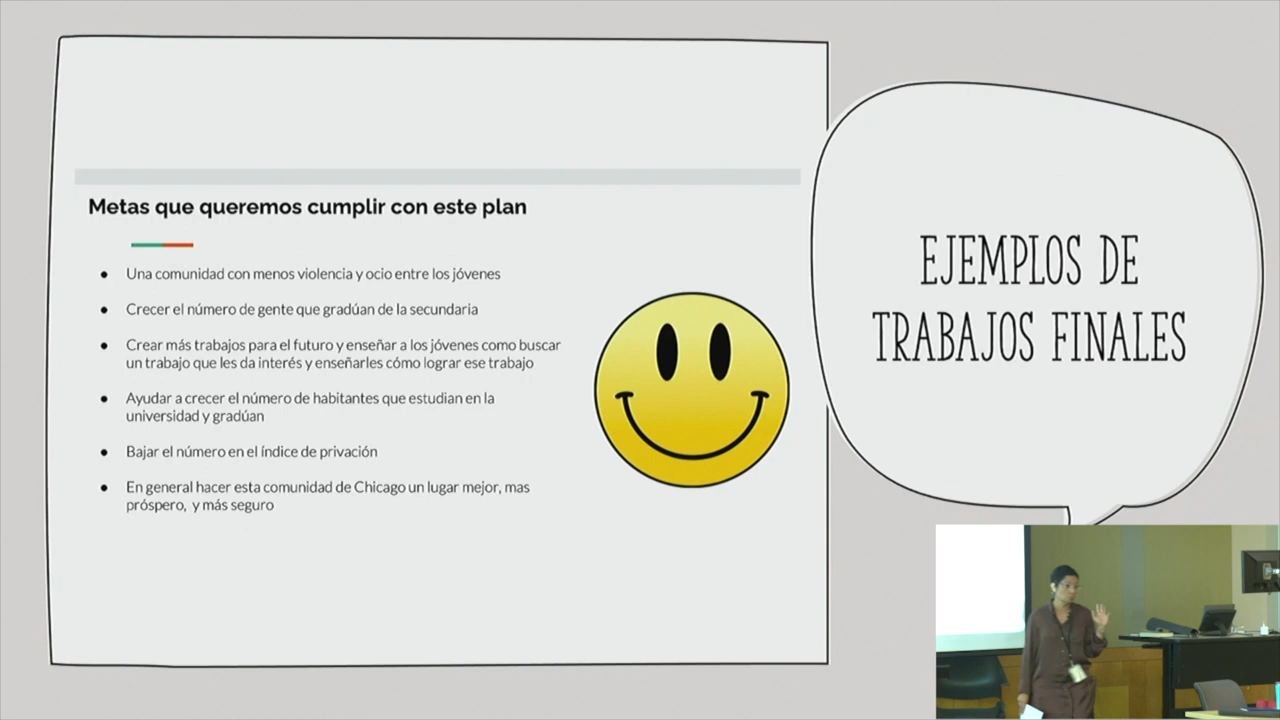 Metas que queremos cumplir con este plan
Una comunidad con menos violencia y ocio entre los jóvenes
Crecer el número de gente que gradúan de la secundaria
Crear más trabajos para el futuro y enseñar a los jóvenes como buscar
un trabajo que les da interés y enseñarles cómo lograr ese trabajo
Ayudar a crecer el número de habitantes que estudian en la
universidad y gradúan
Bajar el número en el índice de privación
En general hacer esta comunidad de Chicago un lugar mejor, mas
próspero, y más seguro
EJEMPLOS DE
TRABAJOS FINALES